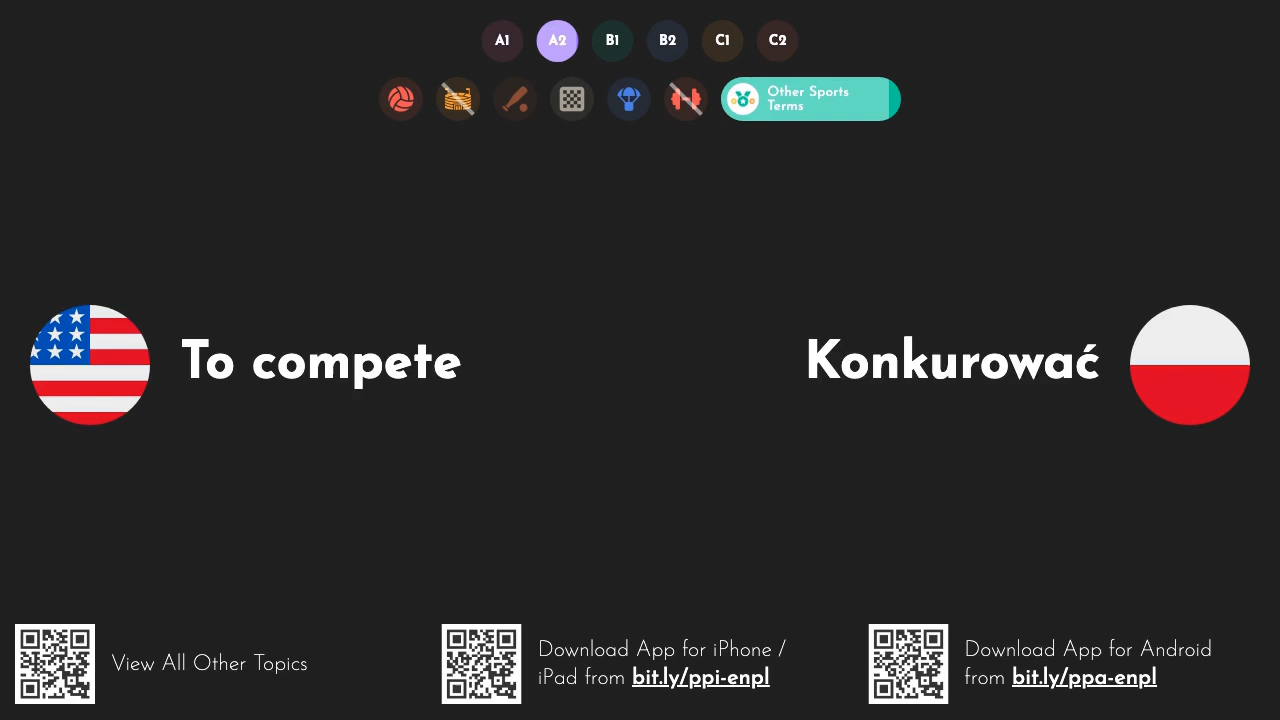 A1 A2 B1 B2 C1 C2
Other Sports
Terms
To compete
Konkurować
View All Other Topics
Download App for iPhone /
iPad from bit.ly/ppi-enpl
Download App for Android
from bit.ly/ppa-enpl